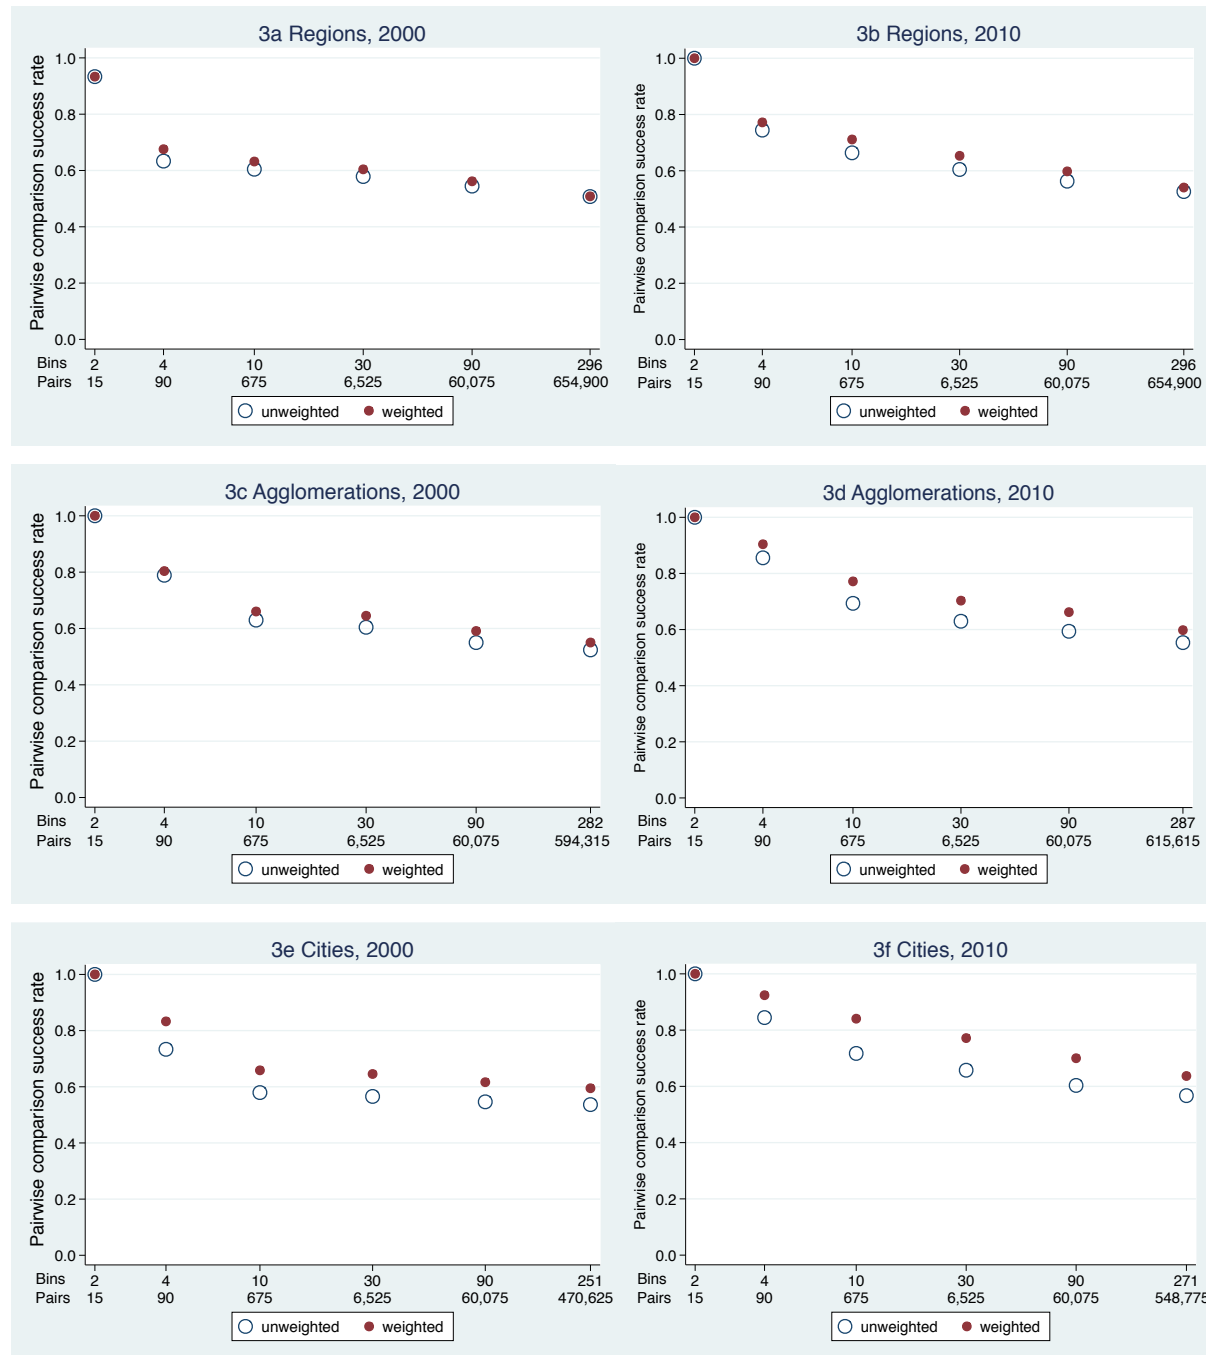 3a Regions, 2000
Pairwise comparison success rate
1.0
0.8
0.6
0.4
0.2
0.0
Bins 2 4 10 30 90 296
Pairs 15 90 675 6,525 60,075 654,900
unweighted weighted
3b Regions, 2010
Pairwise comparison success rate
1.0
0.8
0.6
0.4
0.2
0.0
Bins 2 4 10 30 90 296
Pairs 15 90 675 6,525 60,075 654,900
unweighted weighted
3c Agglomerations, 2000
Pairwise comparison success rate
1.0
0.8
0.6
0.4
0.2
0.0
Bins 2 4 10 30 90 282
Pairs 15 90 675 6,525 60,075 594,315
unweighted weighted
3d Agglomerations, 2010
Pairwise comparison success rate
1.0
0.8
0.6
0.4
0.2
0.0
Bins 2 4 10 30 90 287
Pairs 15 90 675 6,525 60,075 615,615
unweighted weighted
3e Cities, 2000
Pairwise comparison success rate
1.0
0.8
0.6
0.4
0.2
0.0
Bins 2 4 10 30 90 251
Pairs 15 90 675 6,525 60,075 470,625
unweighted weighted
3f Cities, 2010
Pairwise comparison success rate
1.0
0.8
0.6
0.4
0.2
0.0
Bins 2 4 10 30 90 271
Pairs 15 90 675 6,525 60,075 548,775
unweighted weighted